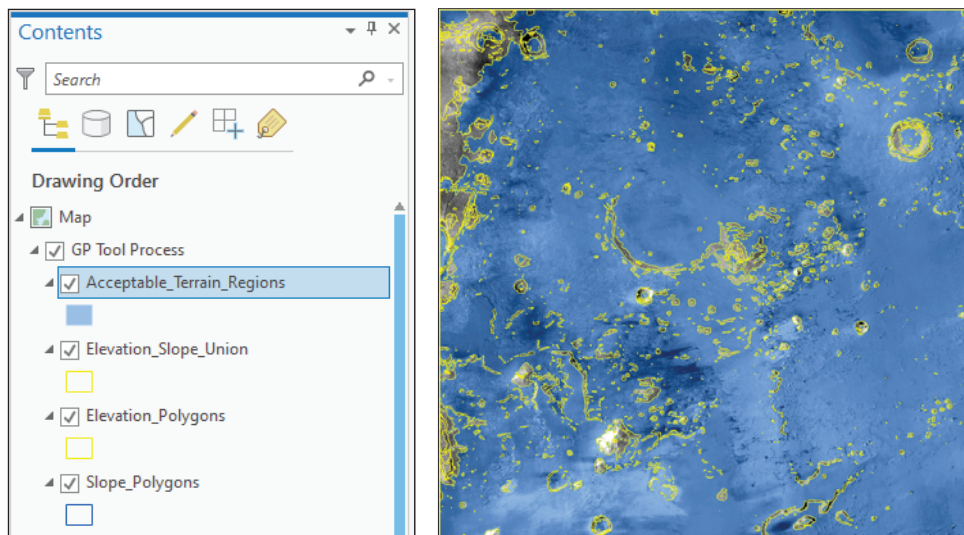 Contents
Search
Drawing Order
Map
GP Tool Process
Acceptable_Terrain_Regions
Elevation_Slope_Union
Elevation_Polygons
Slope_Polygons